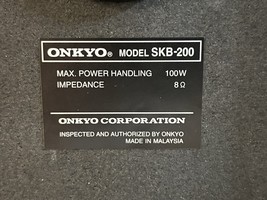 ONKYO® MODEL SKB-200
MAX. POWER HANDLING 100W
IMPEDANCE 8Ω
ONKYO CORPORATION
INSPECTED AND AUTHORIZED BY ONKYO
MADE IN MALAYSIA